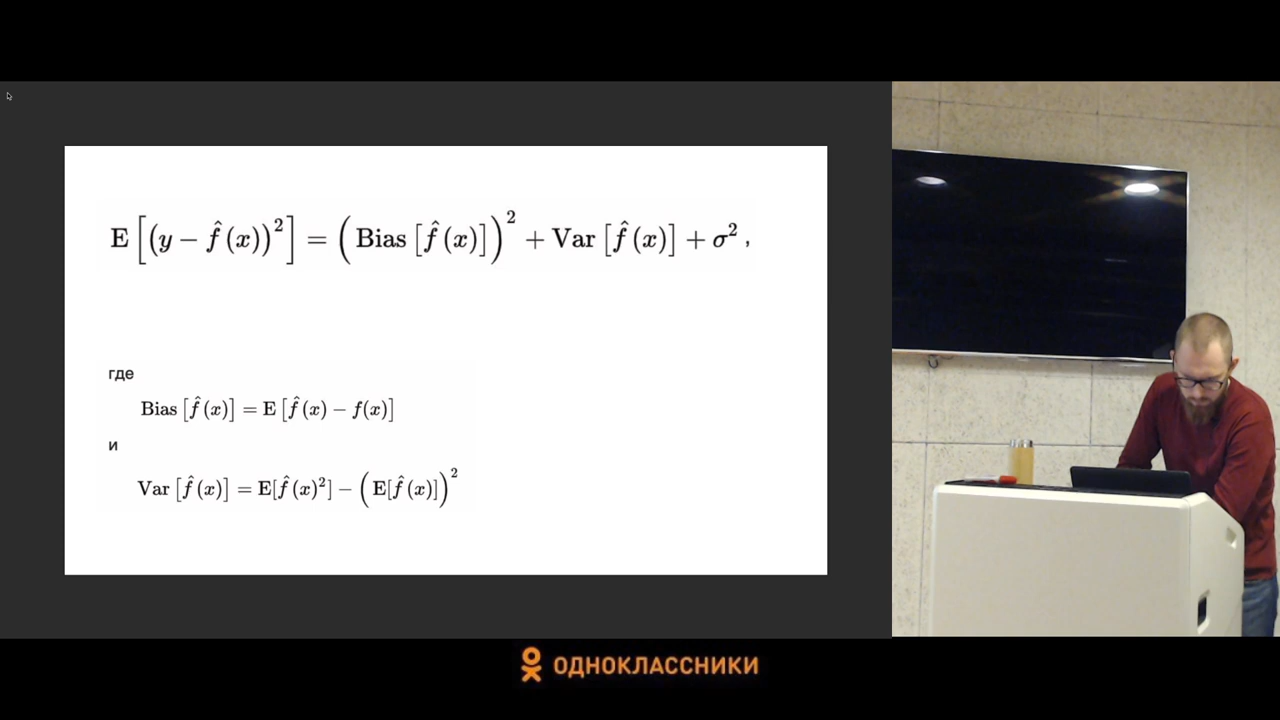 E[(y − f̂(x))²] = (Bias[f̂(x)])² + Var[f̂(x)] + σ²,
где
Bias[f̂(x)] = E[f̂(x) − f(x)]
и
Var[f̂(x)] = E[f̂(x)²] − (E[f̂(x)])²
ОДНОКЛАССНИКИ